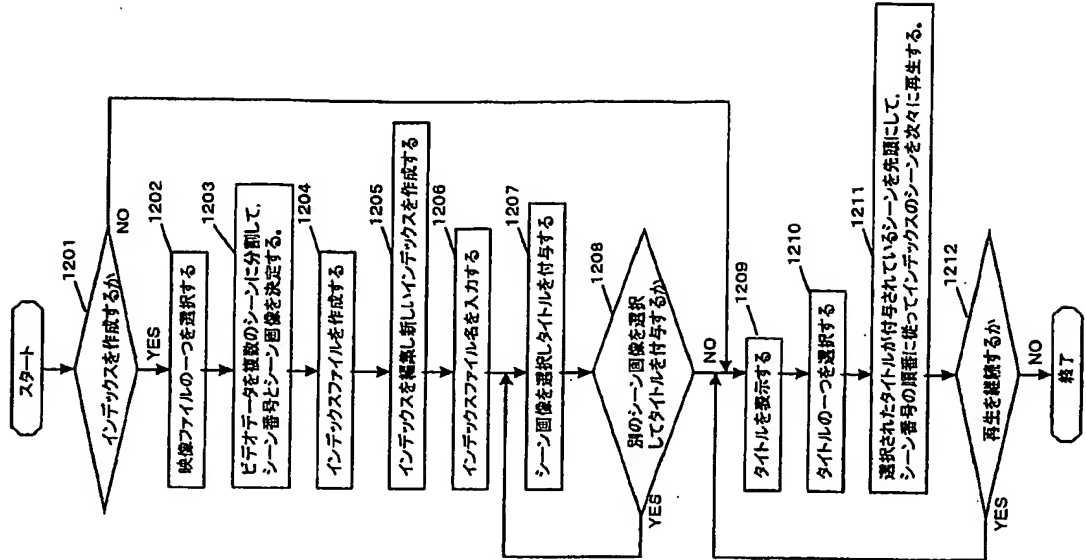 スタート
1201
インデックスを作成するか
NO
YES
1202
映像ファイルの一つを選択する
1203
ビデオデータを複数のシーンに分割して、
シーン番号とシーン画像を決定する。
1204
インデックスファイルを作成する
1205
インデックスを編集し新しいインデックスを作成する
1206
インデックスファイル名を入力する
1207
シーン画像を選択しタイトルを付与する
1208
別のシーン画像を選択
してタイトルを付与するか
YES
NO
1209
タイトルを表示する
1210
タイトルの一つを選択する
1211
選択されたタイトルが付与されているシーンを先頭にして、
シーン番号の順番に従ってインデックスのシーンを次々に再生する。
1212
再生を継続するか
YES
NO
終了